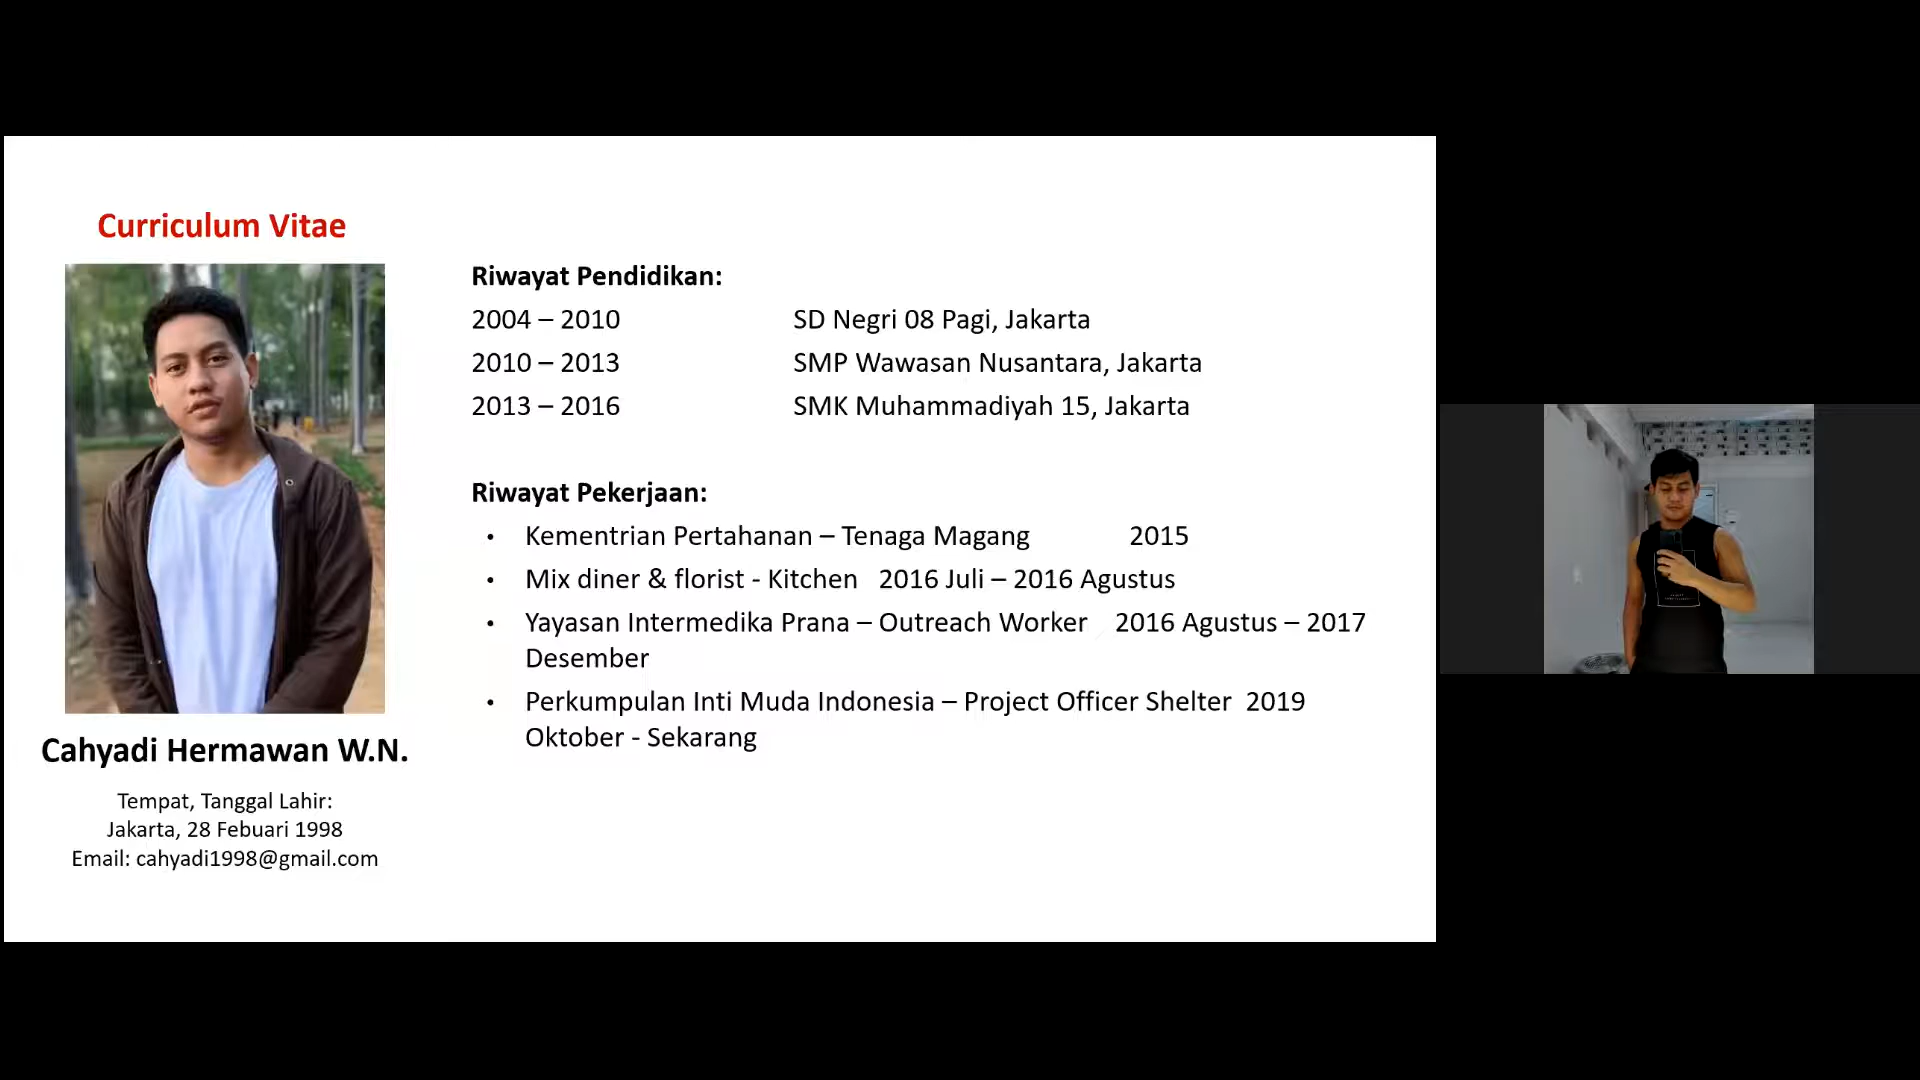 Curriculum Vitae
Cahyadi Hermawan W.N.
Tempat, Tanggal Lahir:
Jakarta, 28 Febuari 1998
Email: cahyadi1998@gmail.com
Riwayat Pendidikan:
2004 – 2010 SD Negri 08 Pagi, Jakarta
2010 – 2013 SMP Wawasan Nusantara, Jakarta
2013 – 2016 SMK Muhammadiyah 15, Jakarta
Riwayat Pekerjaan:
• Kementrian Pertahanan – Tenaga Magang 2015
• Mix diner & florist - Kitchen 2016 Juli – 2016 Agustus
• Yayasan Intermedika Prana – Outreach Worker 2016 Agustus – 2017
Desember
• Perkumpulan Inti Muda Indonesia – Project Officer Shelter 2019
Oktober - Sekarang